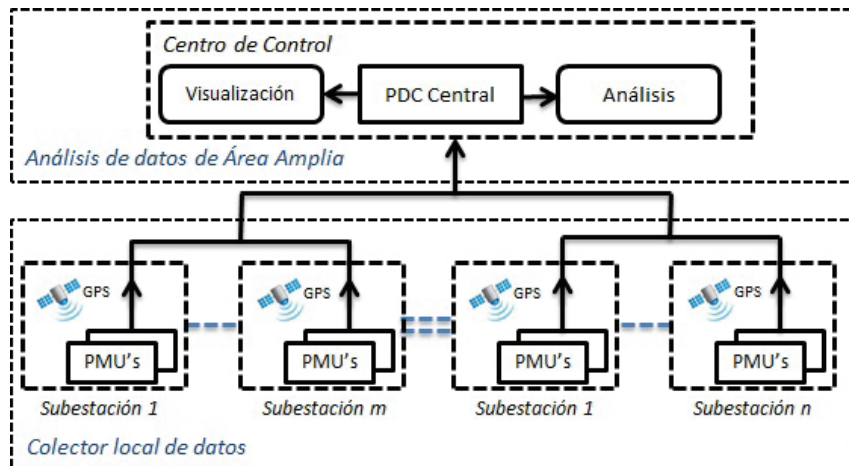 Centro de Control
Visualización
PDC Central
Análisis
Análisis de datos de Área Amplia
GPS
GPS
GPS
GPS
PMU's
PMU's
PMU's
PMU's
Subestación 1
Subestación m
Subestación 1
Subestación n
Colector local de datos